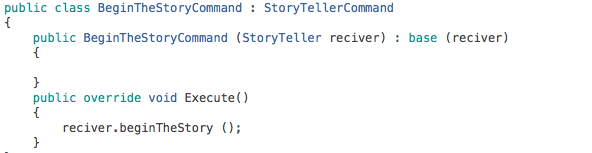 public class BeginTheStoryCommand : StoryTellerCommand
{
    public BeginTheStoryCommand (StoryTeller reciver) : base (reciver)
    {

    }
    public override void Execute()
    {
        reciver.beginTheStory ();
    }
}